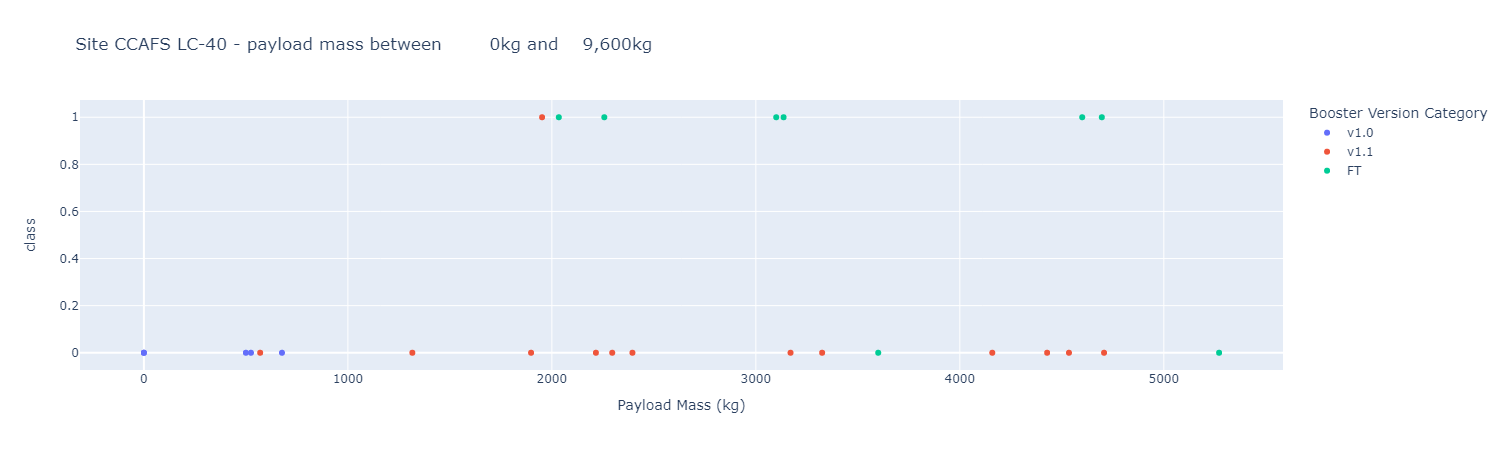 Site CCAFS LC-40 - payload mass between 0kg and 9,600kg
Booster Version Category
v1.0
v1.1
FT
class
1
0.8
0.6
0.4
0.2
0
0 1000 2000 3000 4000 5000
Payload Mass (kg)